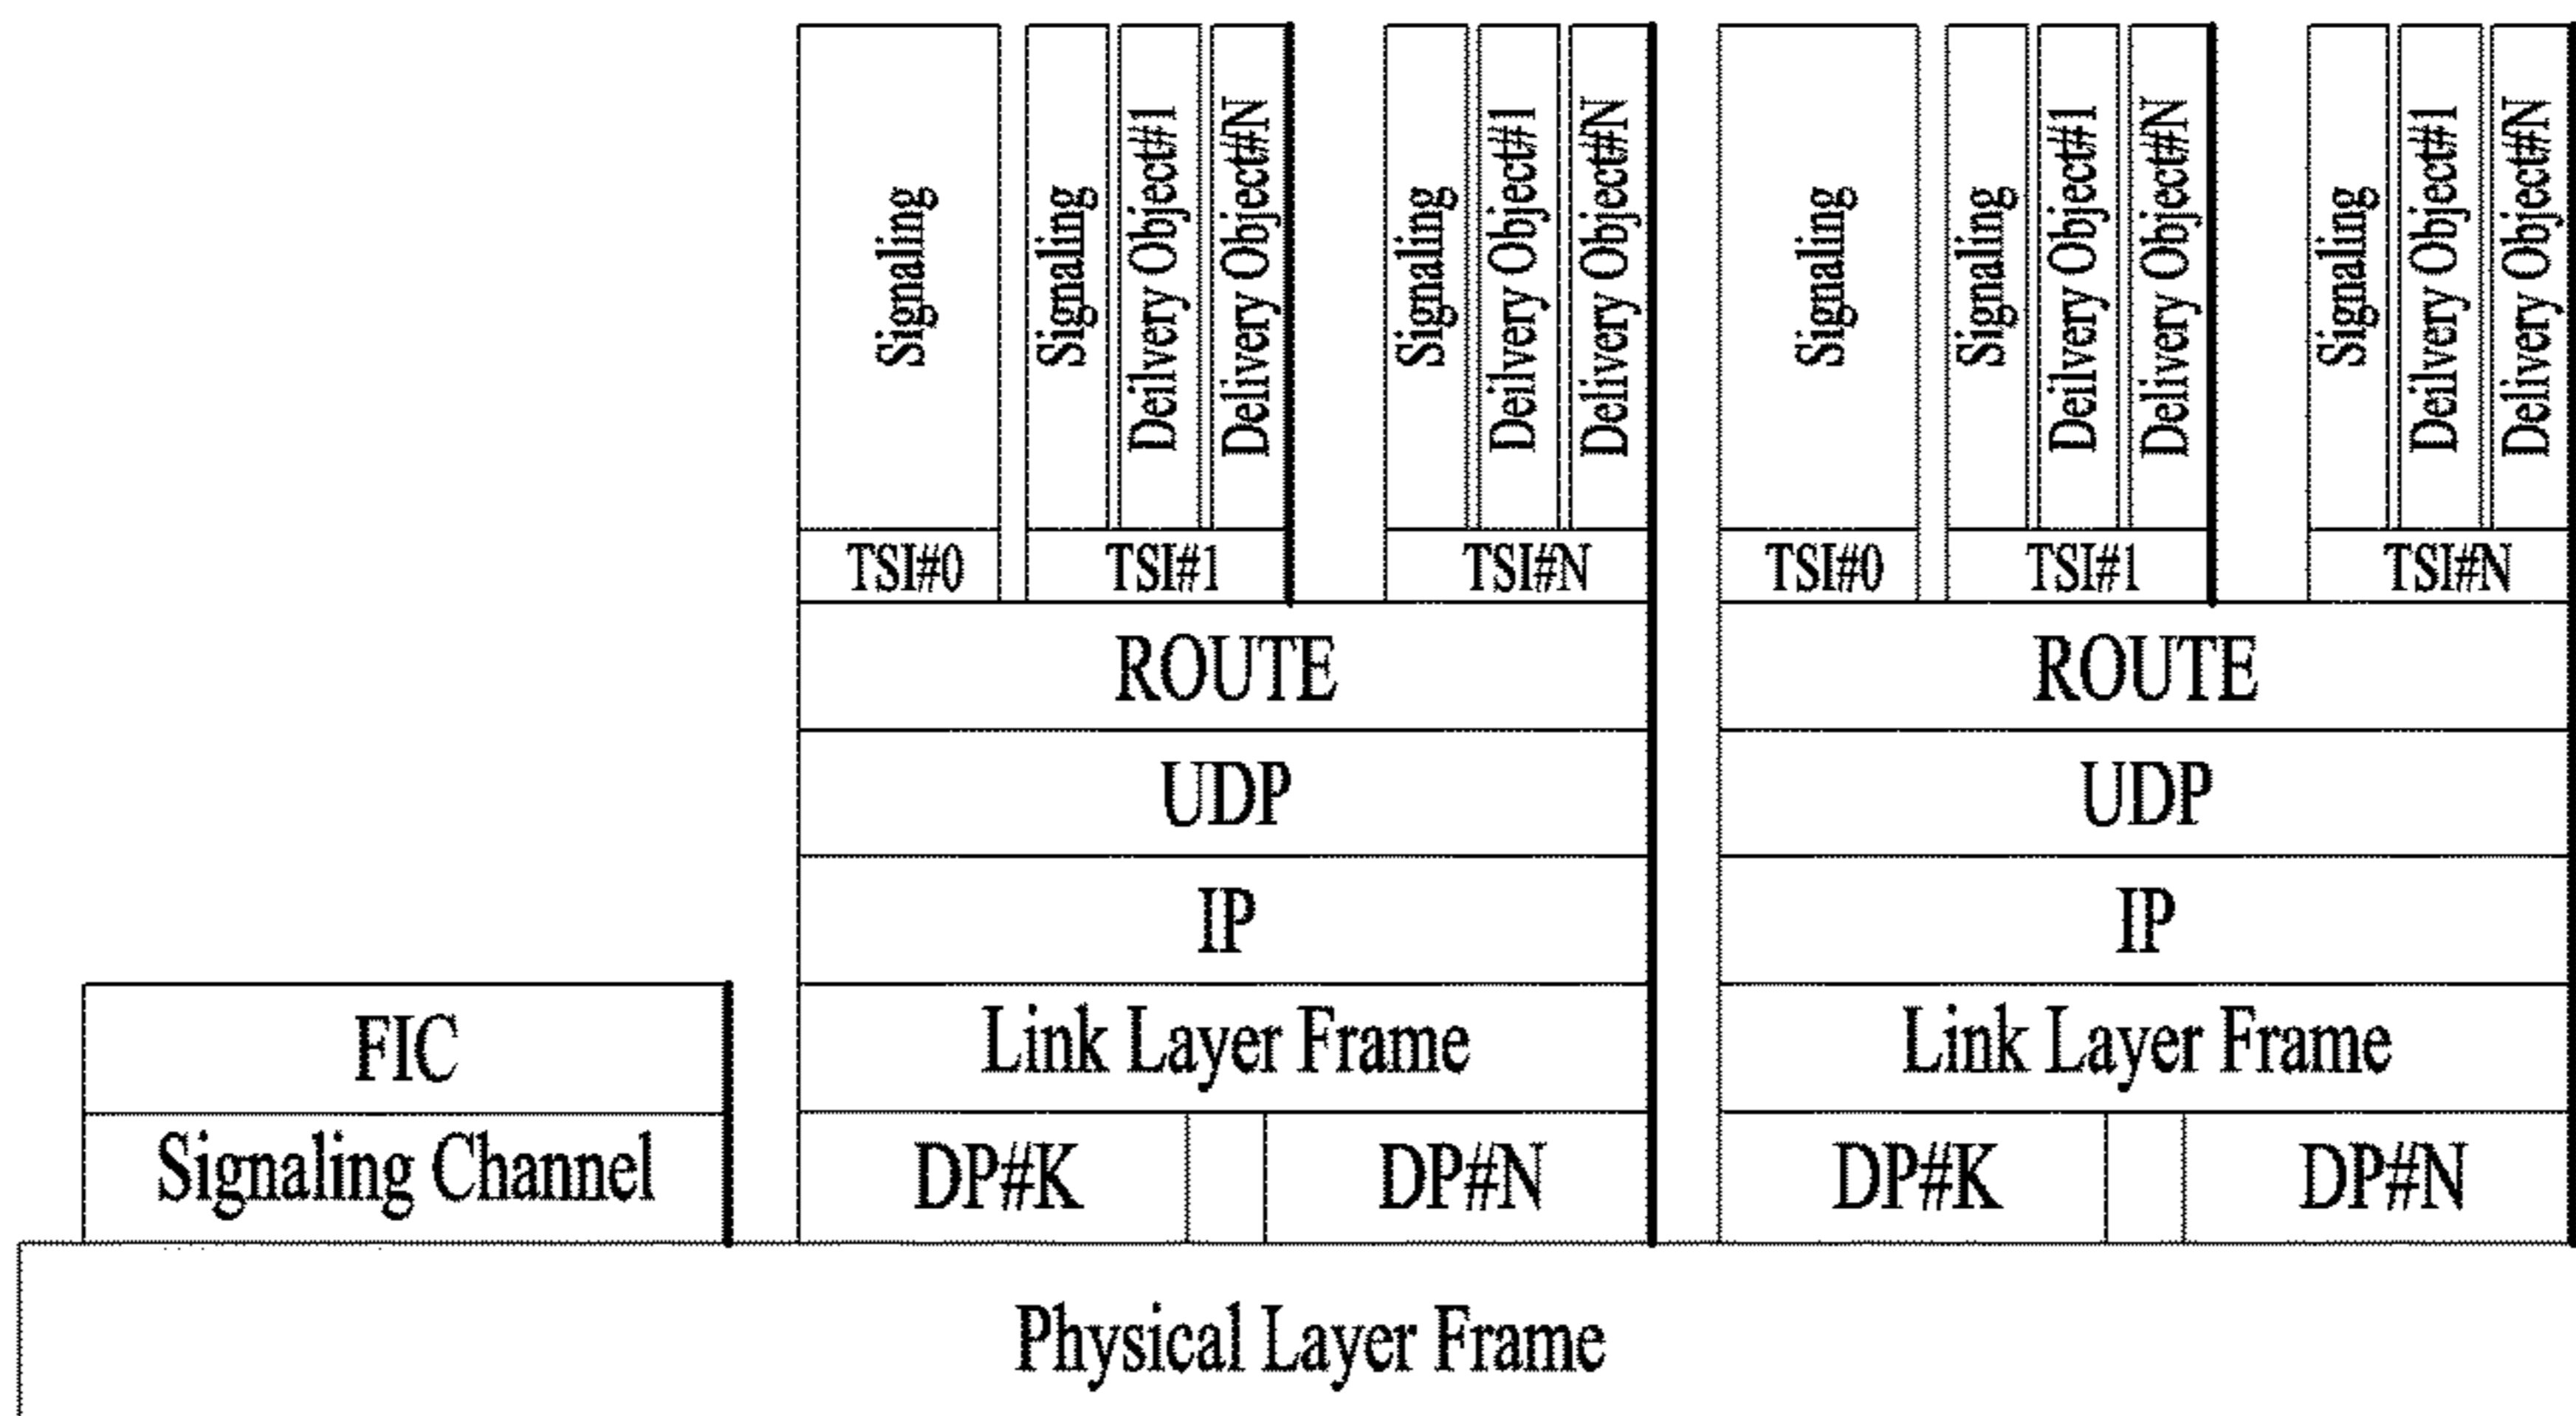 Signaling
Signaling
Deilvery Object#1
Delivery Object#N
Signaling
Deilvery Object#1
Delivery Object#N
Signaling
Signaling
Deilvery Object#1
Delivery Object#N
Signaling
Deilvery Object#1
Delivery Object#N
TSI#0
TSI#1
TSI#N
TSI#0
TSI#1
TSI#N
ROUTE
ROUTE
UDP
UDP
IP
IP
FIC
Link Layer Frame
Link Layer Frame
Signaling Channel
DP#K
DP#N
DP#K
DP#N
Physical Layer Frame